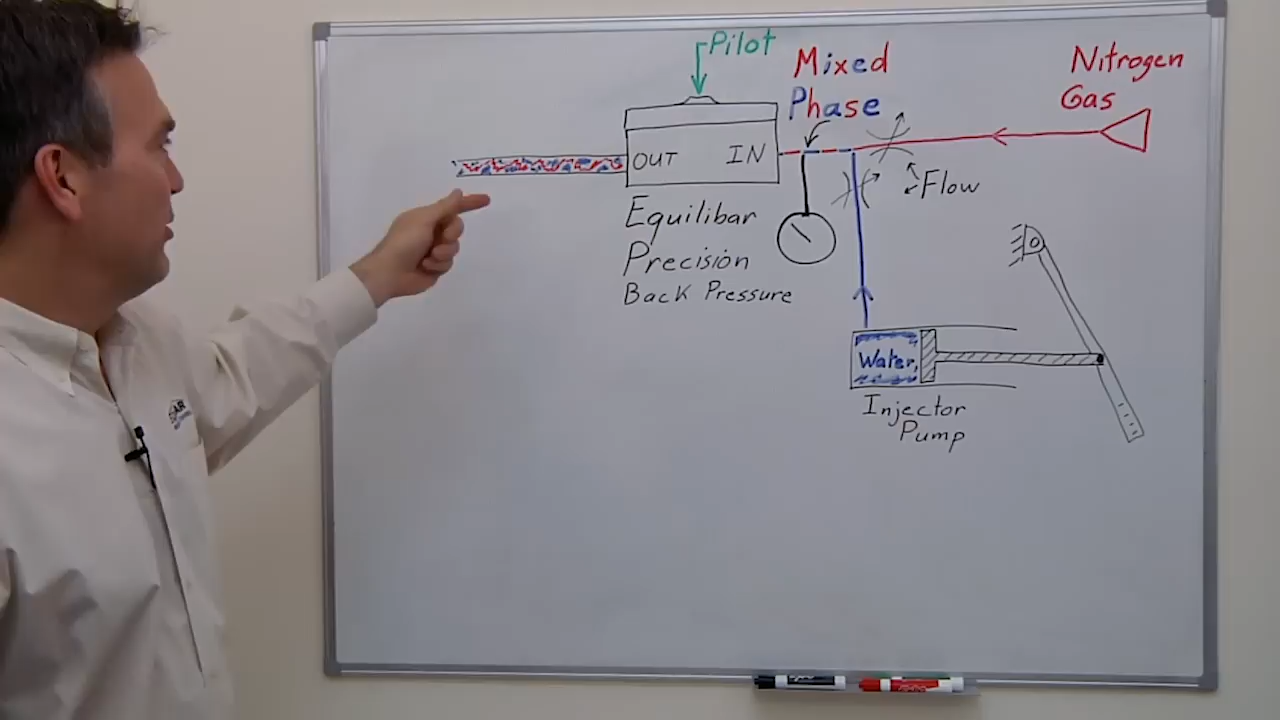 Pilot
Mixed
Phase
Nitrogen
Gas
OUT IN
Flow
Equilibar
Precision
Back Pressure
Water
Injector
Pump